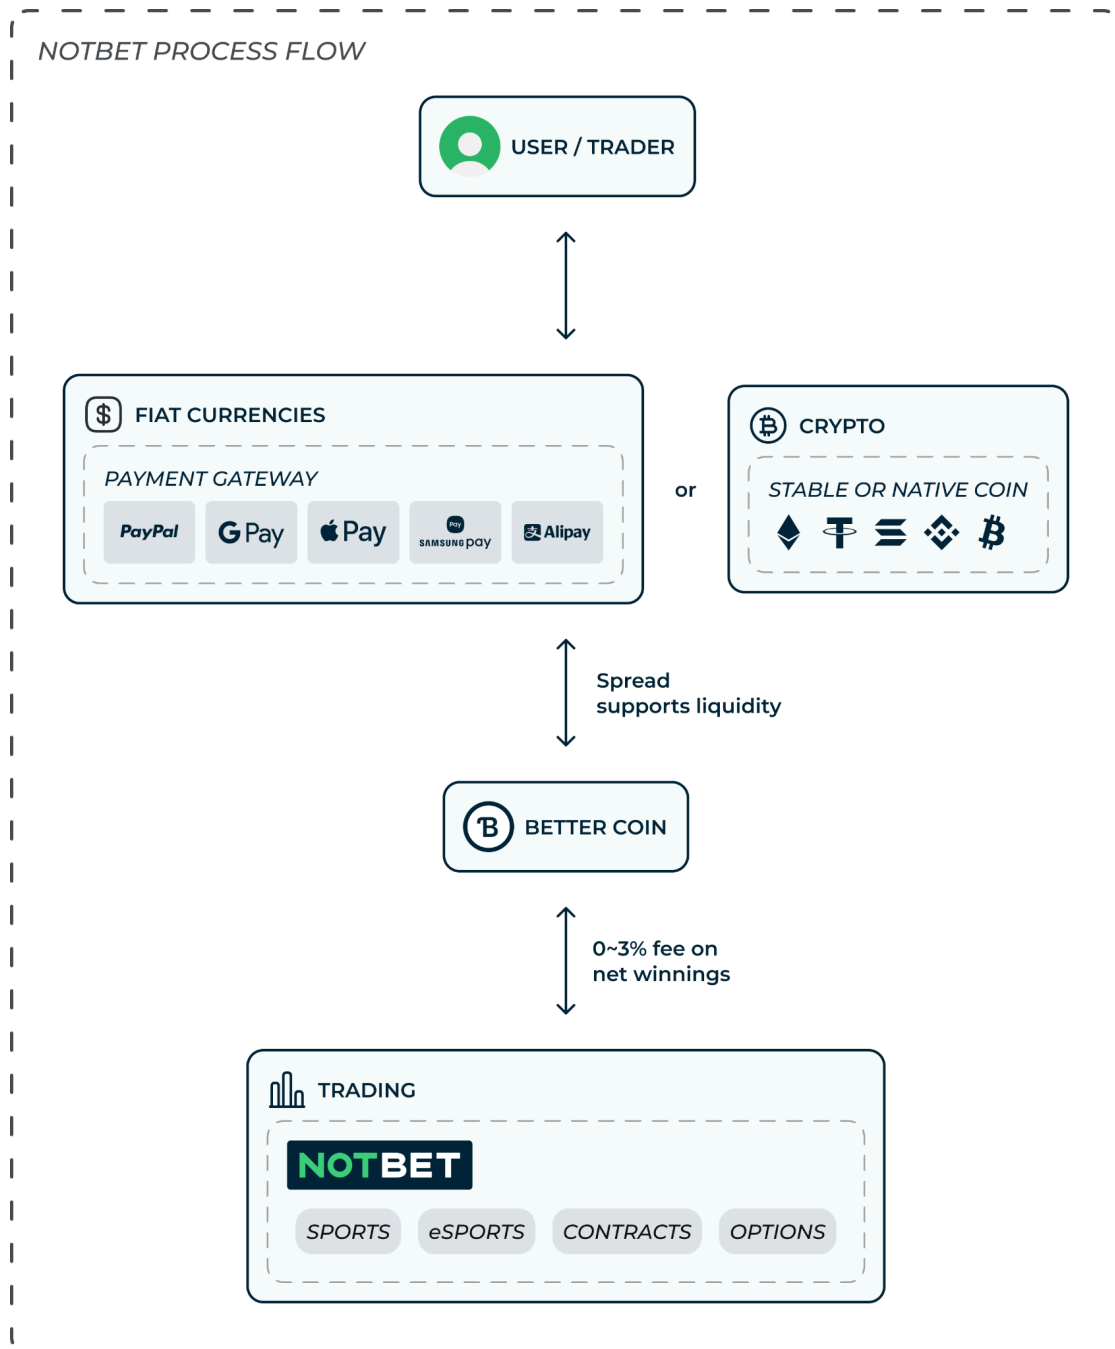 NOTBET PROCESS FLOW
USER / TRADER
$ FIAT CURRENCIES
PAYMENT GATEWAY
PayPal
G Pay
Pay
Pay
SAMSUNG pay
支 Alipay
or
CRYPTO
STABLE OR NATIVE COIN
Spread
supports liquidity
BETTER COIN
0~3% fee on
net winnings
TRADING
NOTBET
SPORTS
eSPORTS
CONTRACTS
OPTIONS